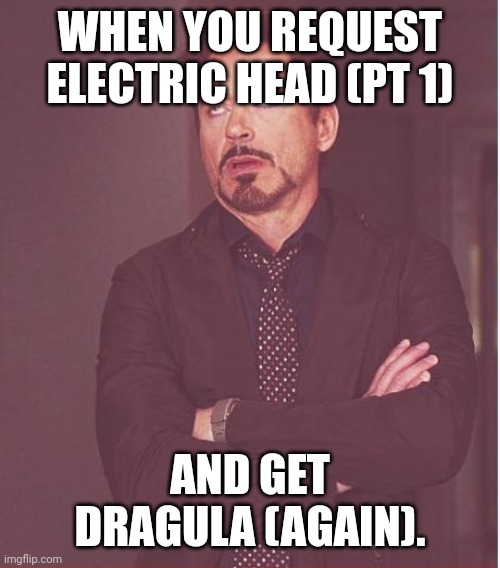 WHEN YOU REQUEST
ELECTRIC HEAD (PT 1)
AND GET
DRAGULA (AGAIN).
imgflip.com